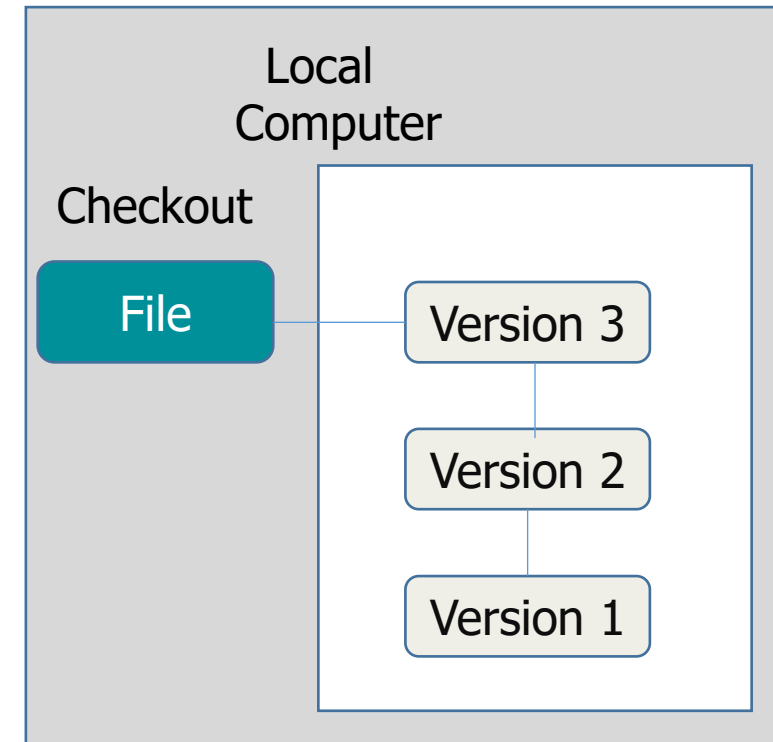 Local
Computer
Checkout
File
Version 3
Version 2
Version 1